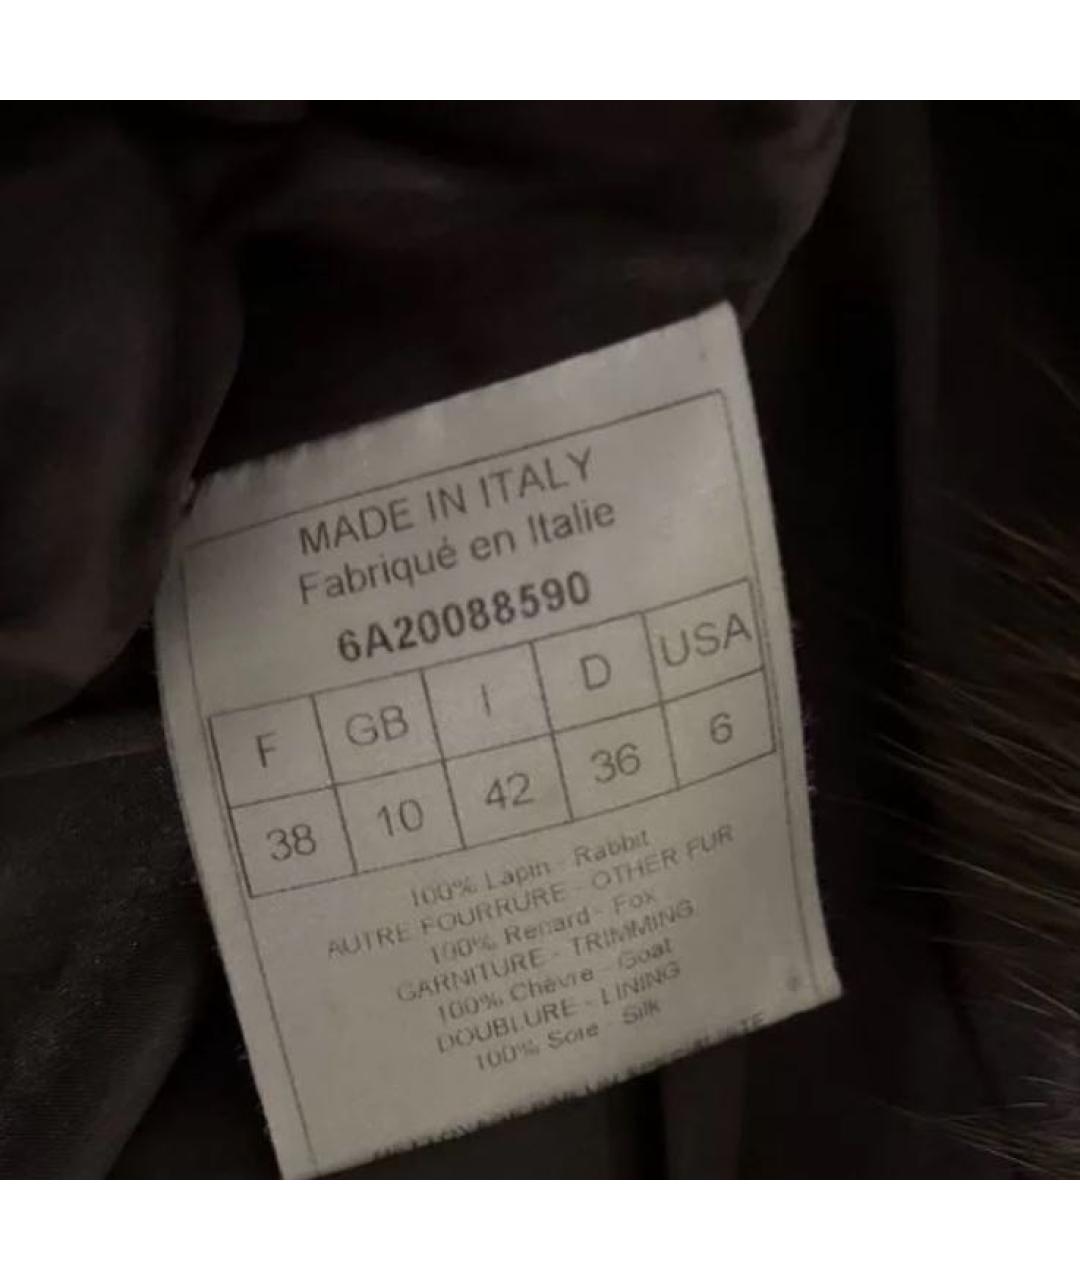 MADE IN ITALY
Fabriqué en Italie
6A20088590
F GB I D USA
38 10 42 36 6
100% Lapin - Rabbit
AUTRE FOURRURE - OTHER FUR
100% Renard - Fox
GARNITURE - TRIMMING
100% Chèvre - Goat
DOUBLURE - LINING
100% Soie - Silk